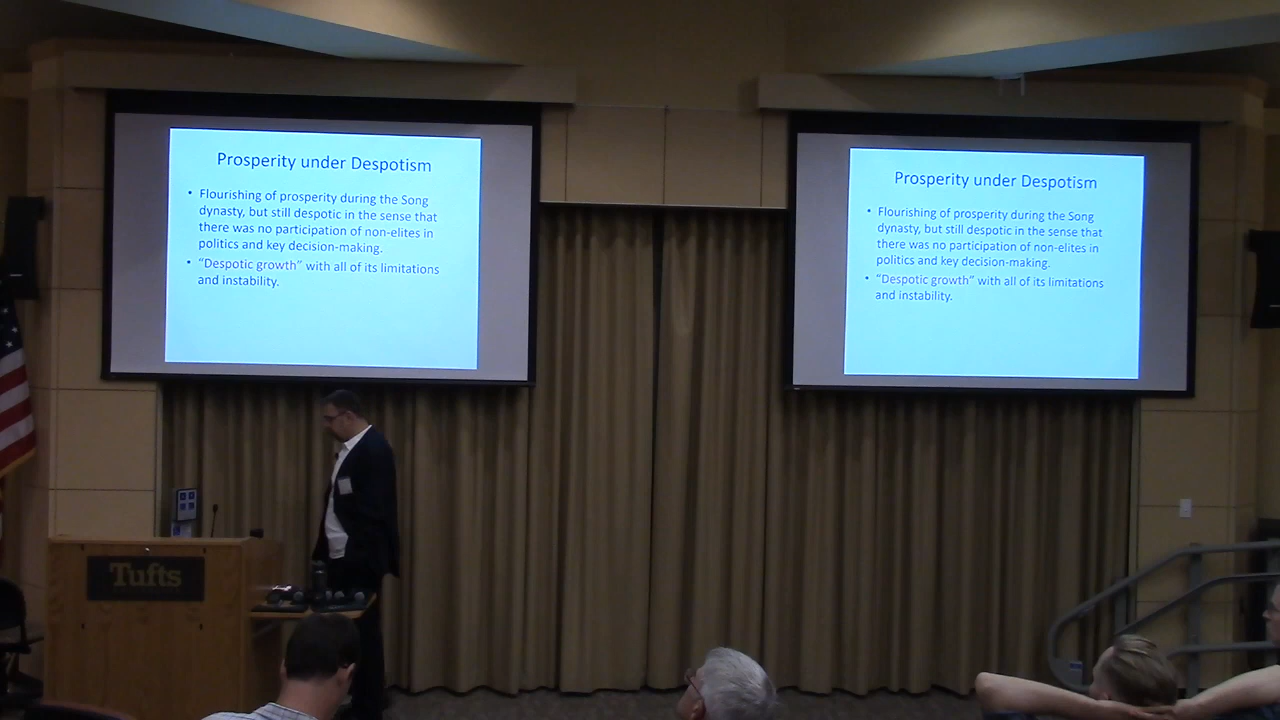 Prosperity under Despotism
• Flourishing of prosperity during the Song
dynasty, but still despotic in the sense that
there was no participation of non-elites in
politics and key decision-making.
• “Despotic growth” with all of its limitations
and instability.
Prosperity under Despotism
• Flourishing of prosperity during the Song
dynasty, but still despotic in the sense that
there was no participation of non-elites in
politics and key decision-making.
• “Despotic growth” with all of its limitations
and instability.
Tufts